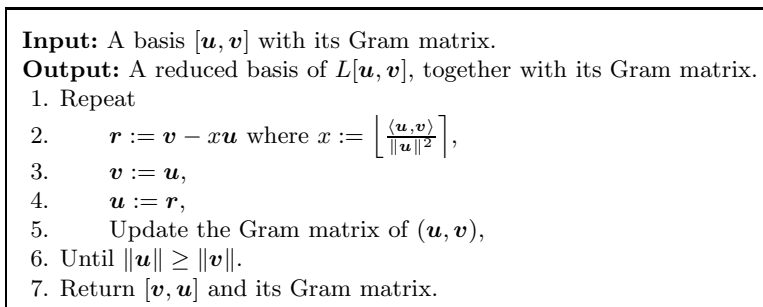 Input: A basis [u, v] with its Gram matrix.
Output: A reduced basis of L[u, v], together with its Gram matrix.
1. Repeat
2. r := v − xu where x := ⌊⟨u,v⟩/‖u‖²⌉,
3. v := u,
4. u := r,
5. Update the Gram matrix of (u, v),
6. Until ‖u‖ ≥ ‖v‖.
7. Return [v, u] and its Gram matrix.